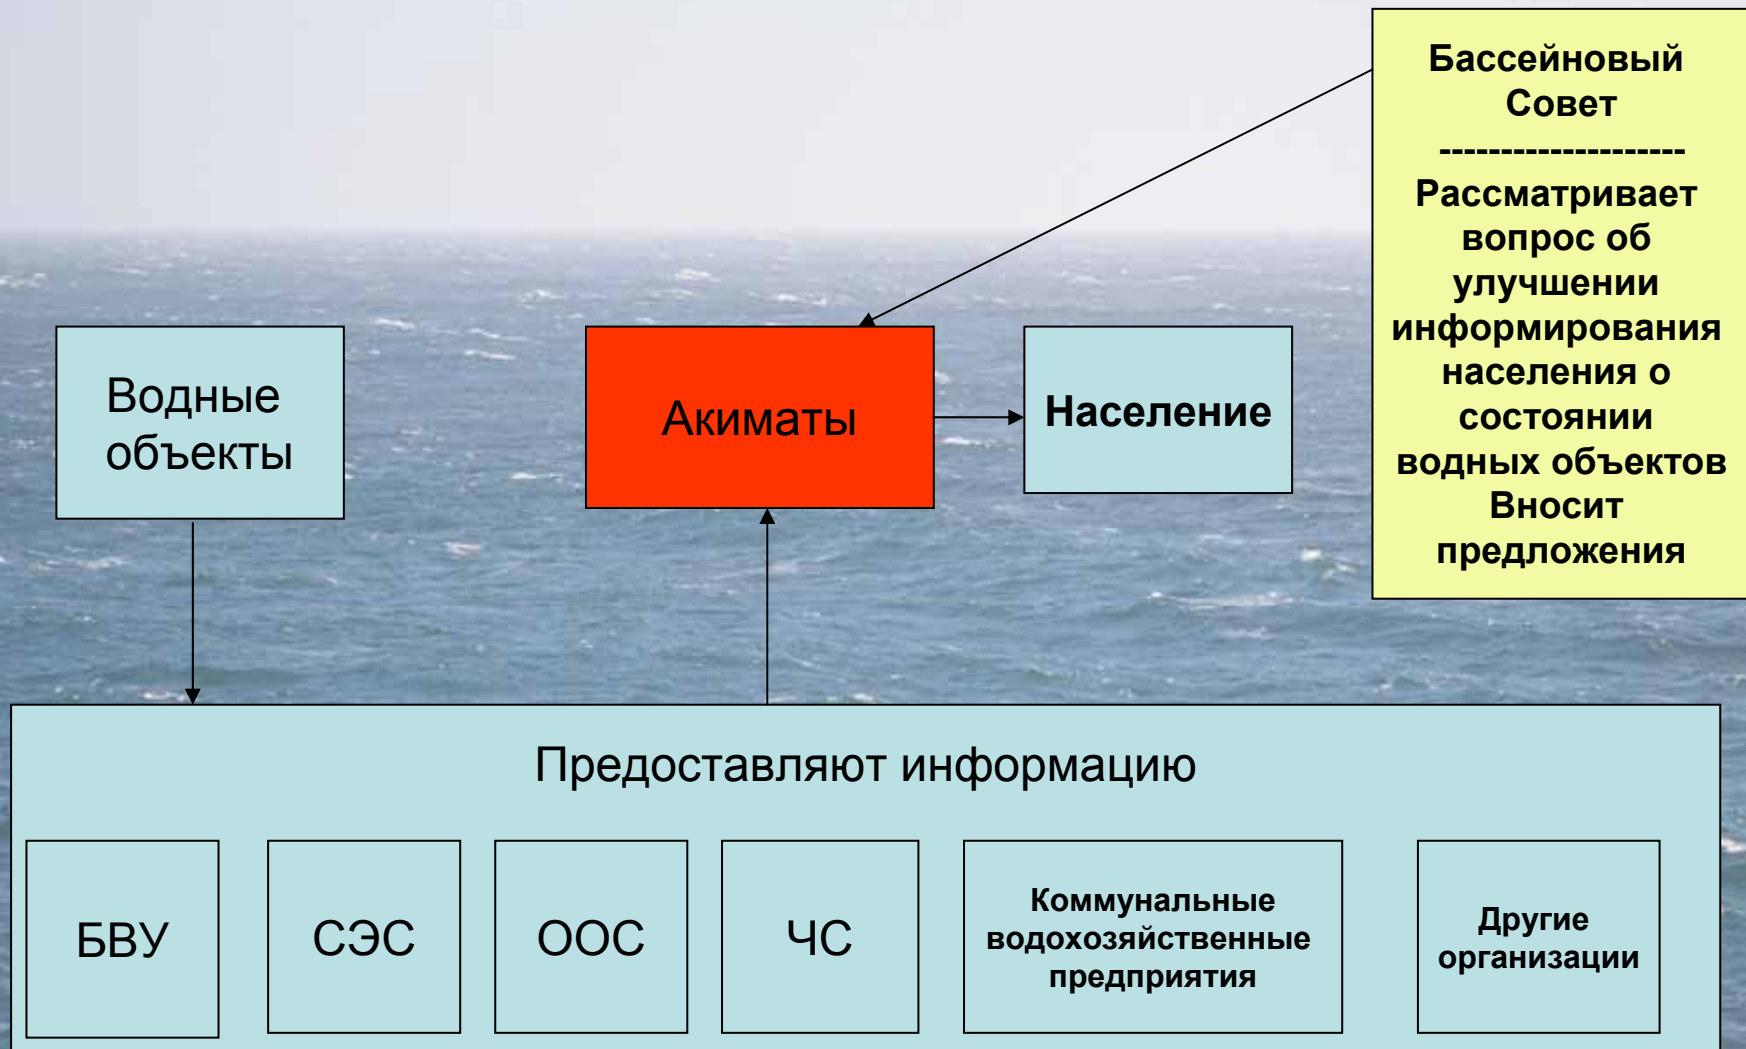 Бассейновый
Совет
--------------------
Рассматривает
вопрос об
улучшении
информирования
населения о
состоянии
водных объектов
Вносит
предложения
Водные
объекты
Акиматы
Население
Предоставляют информацию
БВУ
СЭС
ООС
ЧС
Коммунальные
водохозяйственные
предприятия
Другие
организации